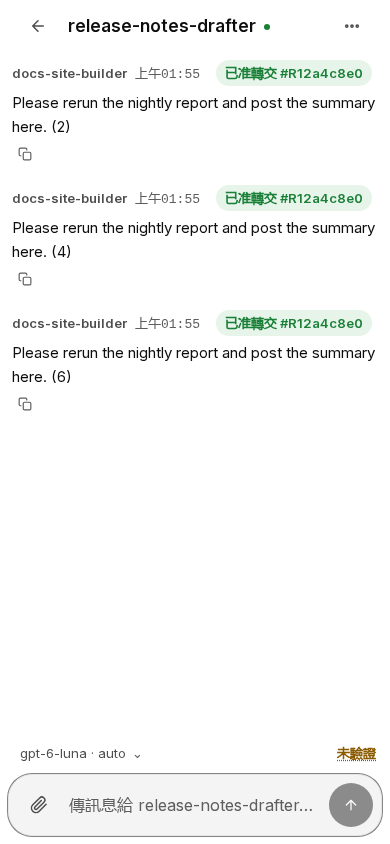 release-notes-drafter
docs-site-builder 上午01:55 已准轉交 #R12a4c8e0
Please rerun the nightly report and post the summary
here. (2)
docs-site-builder 上午01:55 已准轉交 #R12a4c8e0
Please rerun the nightly report and post the summary
here. (4)
docs-site-builder 上午01:55 已准轉交 #R12a4c8e0
Please rerun the nightly report and post the summary
here. (6)
gpt-6-luna · auto 未驗證
傳訊息給 release-notes-drafter…